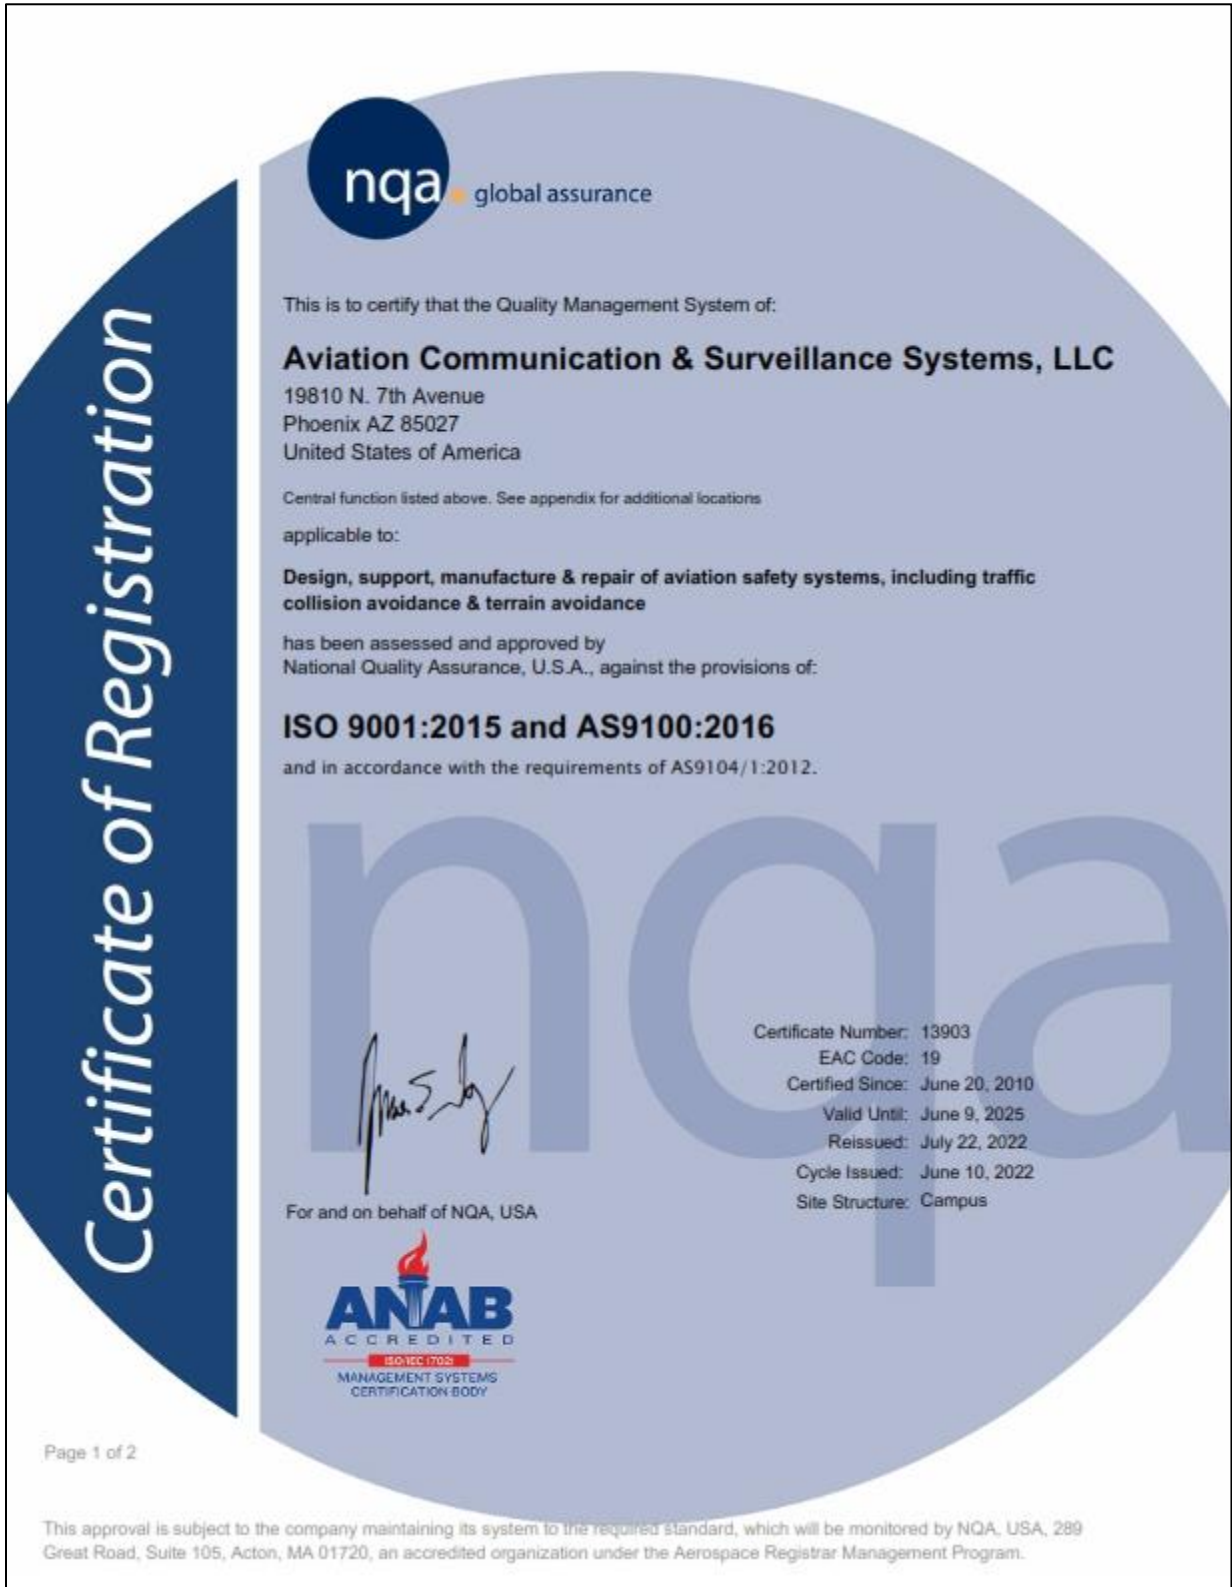 Certificate of Registration
nqa
global assurance
This is to certify that the Quality Management System of:
Aviation Communication & Surveillance Systems, LLC
19810 N. 7th Avenue
Phoenix AZ 85027
United States of America
Central function listed above. See appendix for additional locations
applicable to:
Design, support, manufacture & repair of aviation safety systems, including traffic
collision avoidance & terrain avoidance
has been assessed and approved by
National Quality Assurance, U.S.A., against the provisions of:
ISO 9001:2015 and AS9100:2016
and in accordance with the requirements of AS9104/1:2012.
nqa
Certificate Number: 13903
EAC Code: 19
Certified Since: June 20, 2010
Valid Until: June 9, 2025
Reissued: July 22, 2022
Cycle Issued: June 10, 2022
Site Structure: Campus
For and on behalf of NQA, USA
ANAB
ACCREDITED
ISO/IEC 17021
MANAGEMENT SYSTEMS
CERTIFICATION BODY
Page 1 of 2
This approval is subject to the company maintaining its system to the required standard, which will be monitored by NQA, USA, 289
Great Road, Suite 105, Acton, MA 01720, an accredited organization under the Aerospace Registrar Management Program.